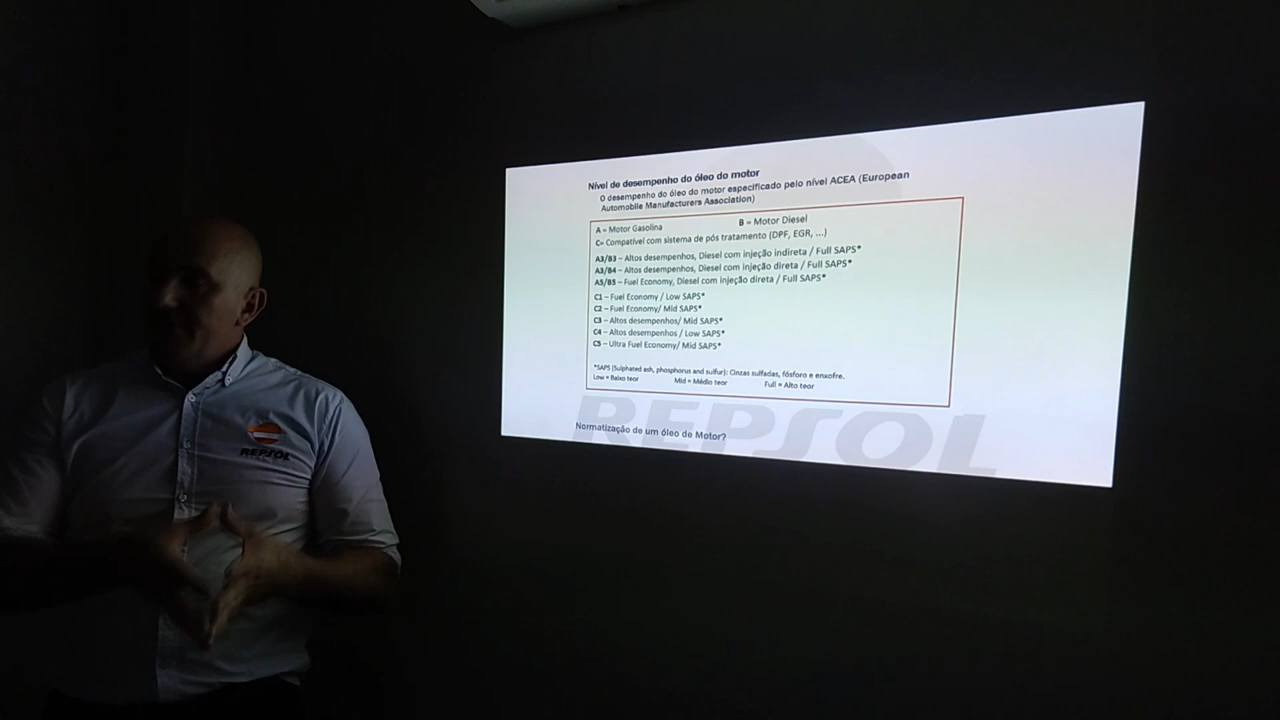 Nível de desempenho do óleo do motor
O desempenho do óleo do motor especificado pelo nível ACEA (European
Automobile Manufacturers Association)
A = Motor Gasolina B = Motor Diesel
C= Compatível com sistema de pós tratamento (DPF, EGR, ...)
A3/B3 – Altos desempenhos, Diesel com injeção indireta / Full SAPS*
A3/B4 – Altos desempenhos, Diesel com injeção direta / Full SAPS*
A5/B5 – Fuel Economy, Diesel com injeção direta / Full SAPS*
C1 – Fuel Economy / Low SAPS*
C2 – Fuel Economy/ Mid SAPS*
C3 – Altos desempenhos/ Mid SAPS*
C4 – Altos desempenhos / Low SAPS*
C5 – Ultra Fuel Economy/ Mid SAPS*
*SAPS (Sulphated ash, phosphorus and sulfur): Cinzas sulfadas, fósforo e enxofre.
Low = Baixo teor Mid = Médio teor Full = Alto teor
REPSOL
Normatização de um óleo de Motor?
REPSOL